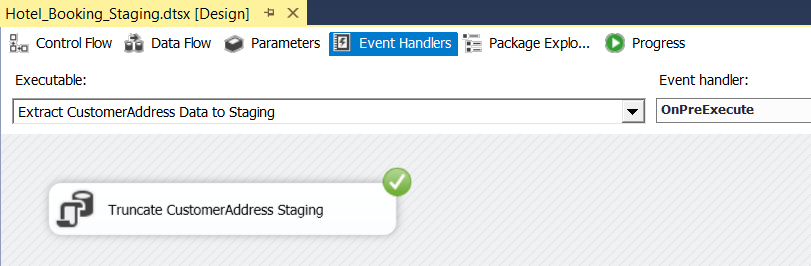 Hotel_Booking_Staging.dtsx [Design]
Control Flow Data Flow Parameters Event Handlers Package Explo... Progress
Executable: Event handler:
Extract CustomerAddress Data to Staging OnPreExecute
Truncate CustomerAddress Staging